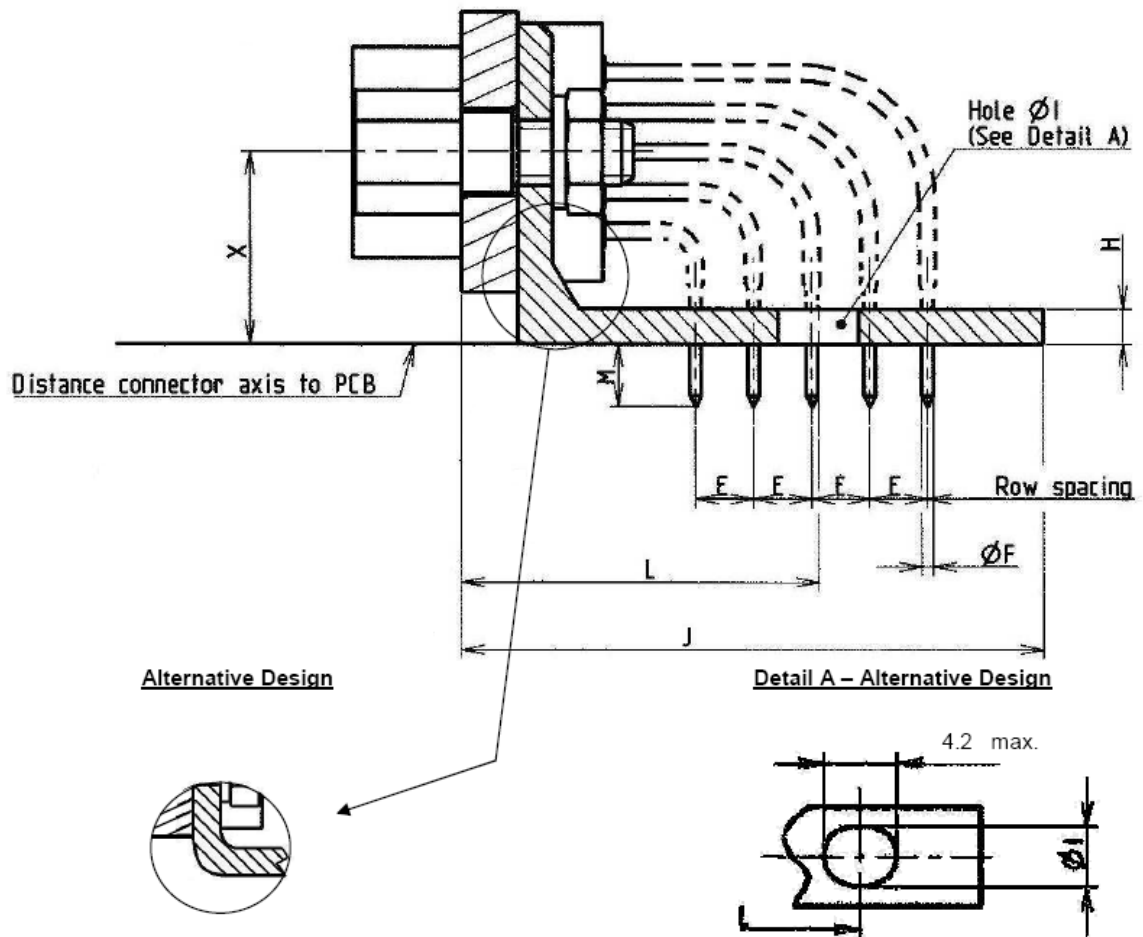 Hole ØI
(See Detail A)
X
H
Distance connector axis to PCB
M
E E E E Row spacing
ØF
L
J
Alternative Design
Detail A – Alternative Design
4.2 max.
ØI
L